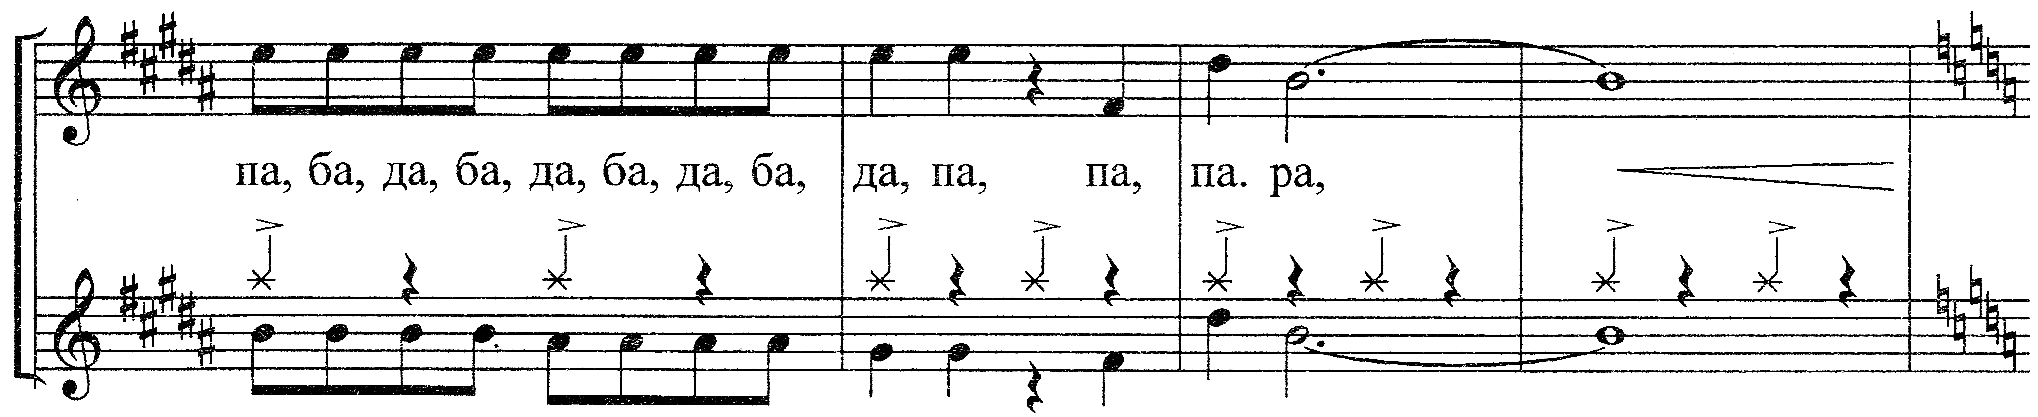 па, ба, да, ба, да, ба, да, ба, да, па, па, па. ра,